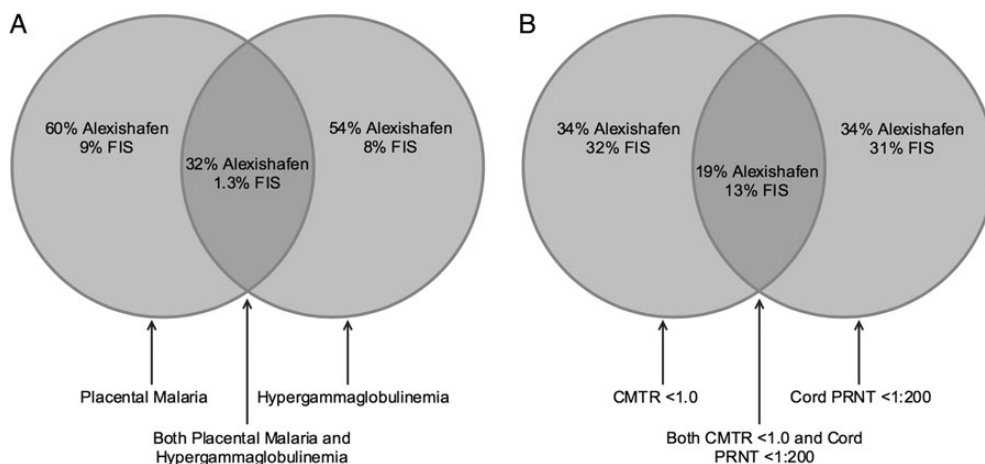 A
60% Alexishafen
9% FIS
32% Alexishafen
1.3% FIS
54% Alexishafen
8% FIS
Placental Malaria
Hypergammaglobulinemia
Both Placental Malaria and
Hypergammaglobulinemia
B
34% Alexishafen
32% FIS
19% Alexishafen
13% FIS
34% Alexishafen
31% FIS
CMTR <1.0
Cord PRNT <1:200
Both CMTR <1.0 and Cord
PRNT <1:200